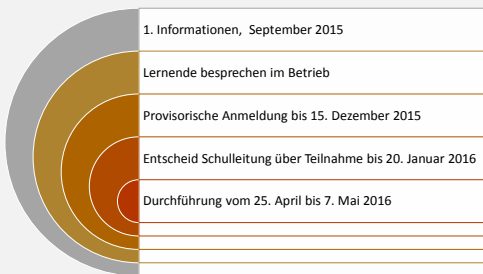 1. Informationen, September 2015
Lernende besprechen im Betrieb
Provisorische Anmeldung bis 15. Dezember 2015
Entscheid Schulleitung über Teilnahme bis 20. Januar 2016
Durchführung vom 25. April bis 7. Mai 2016